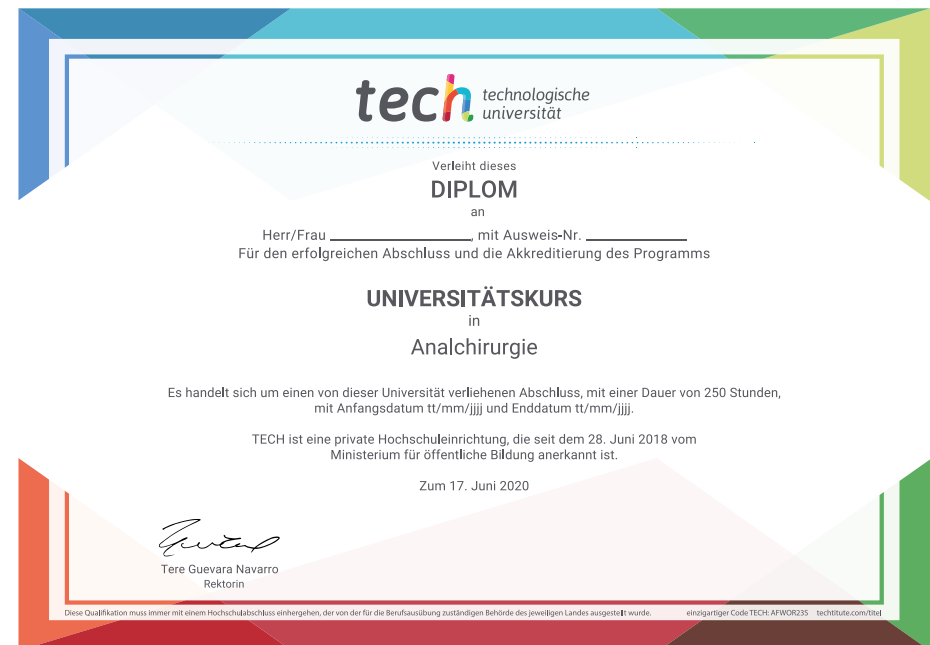 tech technologische
universität
Verleiht dieses
DIPLOM
an
Herr/Frau ____________, mit Ausweis-Nr. ____________
Für den erfolgreichen Abschluss und die Akkreditierung des Programms
UNIVERSITÄTSKURS
in
Analchirurgie
Es handelt sich um einen von dieser Universität verliehenen Abschluss, mit einer Dauer von 250 Stunden,
mit Anfangsdatum tt/mm/jjjj und Enddatum tt/mm/jjjj.
TECH ist eine private Hochschuleinrichtung, die seit dem 28. Juni 2018 vom
Ministerium für öffentliche Bildung anerkannt ist.
Zum 17. Juni 2020
Tere Guevara Navarro
Rektorin
Diese Qualifikation muss immer mit einem Hochschulabschluss einhergehen, der von der für die Berufsausübung zuständigen Behörde des jeweiligen Landes ausgestellt wurde. einzigartiger Code TECH: AFWOR23S techtitute.com/titel